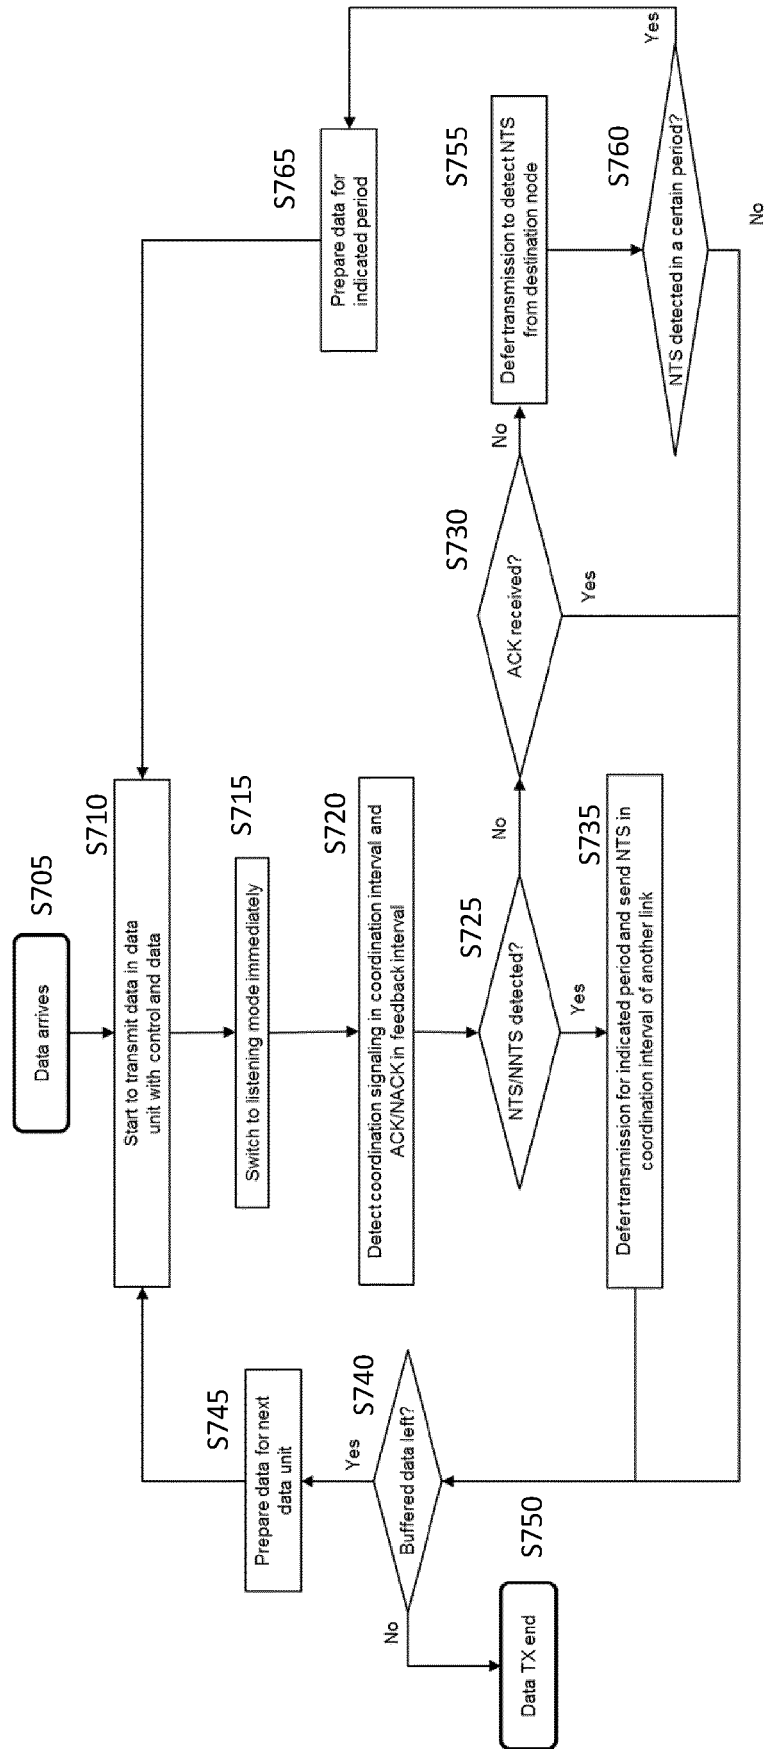 Data arrives
S705
Start to transmit data in data
unit with control and data
S710
Switch to listening mode immediately
S715
Detect coordination signaling in coordination interval and
ACK/NACK in feedback interval
S720
NTS/NNTS detected?
S725
No
Yes
ACK received?
S730
No
Yes
Defer transmission for indicated period and send NTS in
coordination interval of another link
S735
Buffered data left?
S740
Yes
No
Prepare data for next
data unit
S745
Data TX end
S750
Defer transmission to detect NTS
from destination node
S755
NTS detected in a certain period?
S760
Yes
No
Prepare data for
indicated period
S765